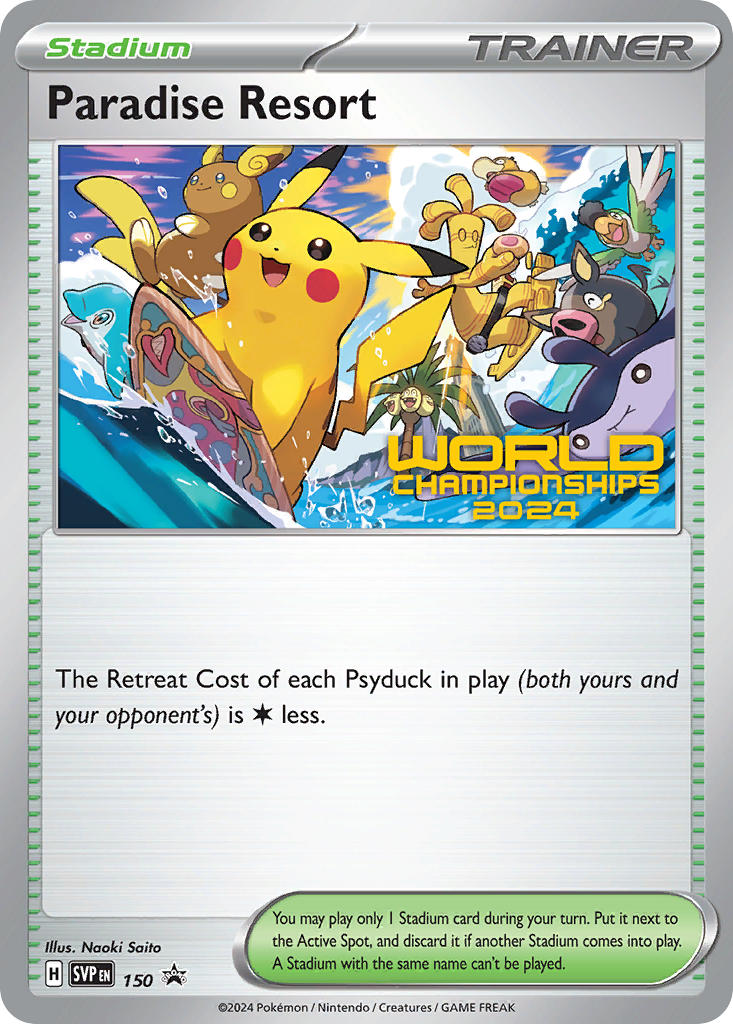 Stadium
TRAINER
Paradise Resort
WORLD
CHAMPIONSHIPS
2024
The Retreat Cost of each Psyduck in play (both yours and
your opponent's) is ✶ less.
You may play only 1 Stadium card during your turn. Put it next to
the Active Spot, and discard it if another Stadium comes into play.
A Stadium with the same name can't be played.
Illus. Naoki Saito
H SVP EN 150
©2024 Pokémon / Nintendo / Creatures / GAME FREAK